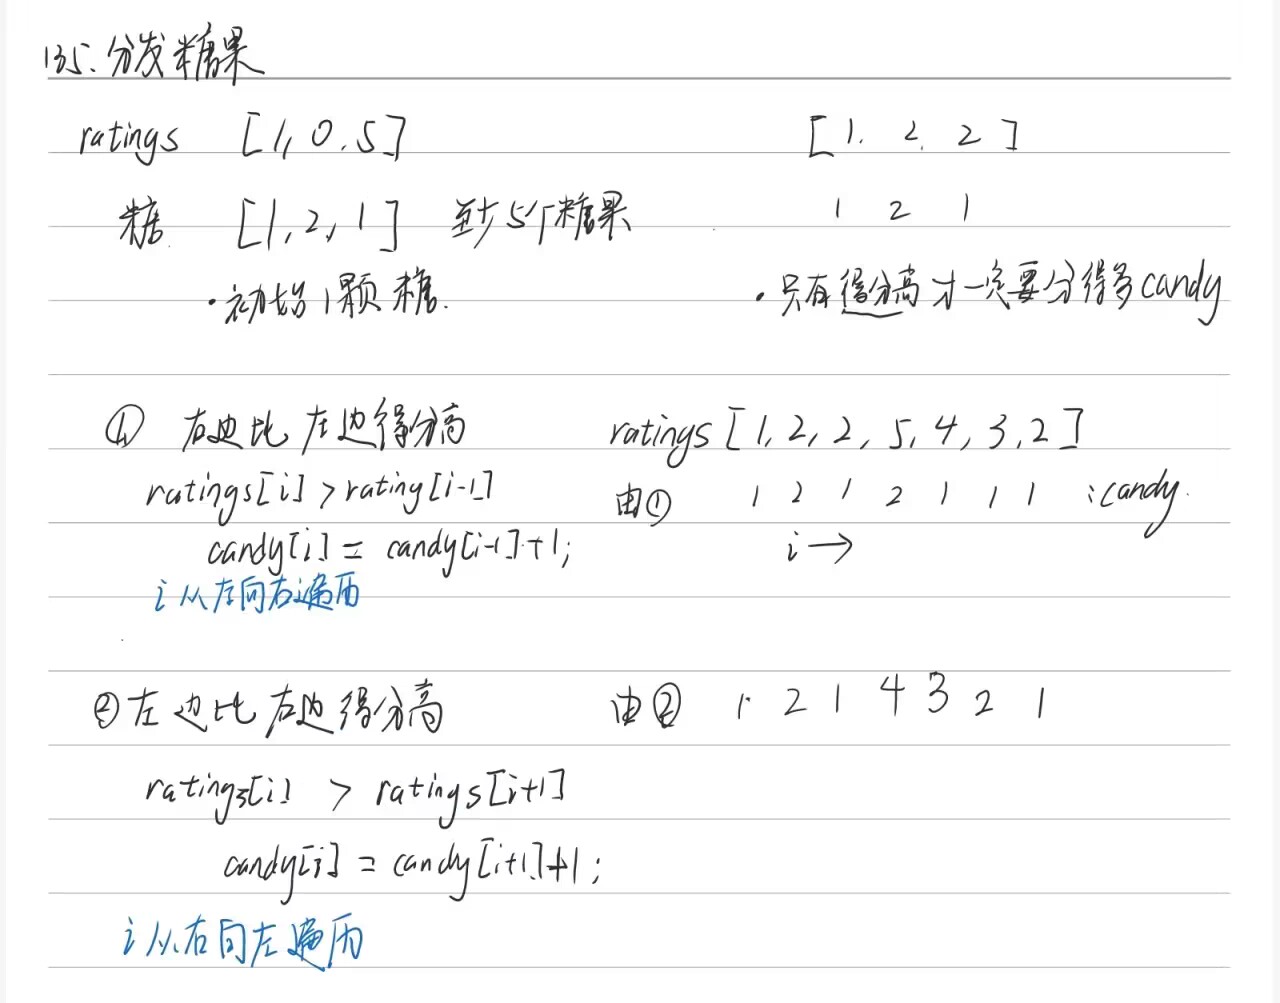 135. 分发糖果
ratings [1, 0. 5] [1. 2. 2]
糖 [1, 2, 1] 至少5个糖果 1 2 1
·初始1颗糖. ·只有得分高才一定要分得多candy
① 右边比左边得分高 ratings [1, 2, 2, 5, 4, 3, 2]
ratings[i] > rating[i-1] 由① 1 2 1 2 1 1 1 :candy.
candy[i] = candy[i-1]+1; i→
i 从左向右遍历
②左边比右边得分高 由② 1. 2 1 4 3 2 1
ratings[i] > ratings[i+1]
candy[i] = candy[i+1]+1;
i 从右向左遍历